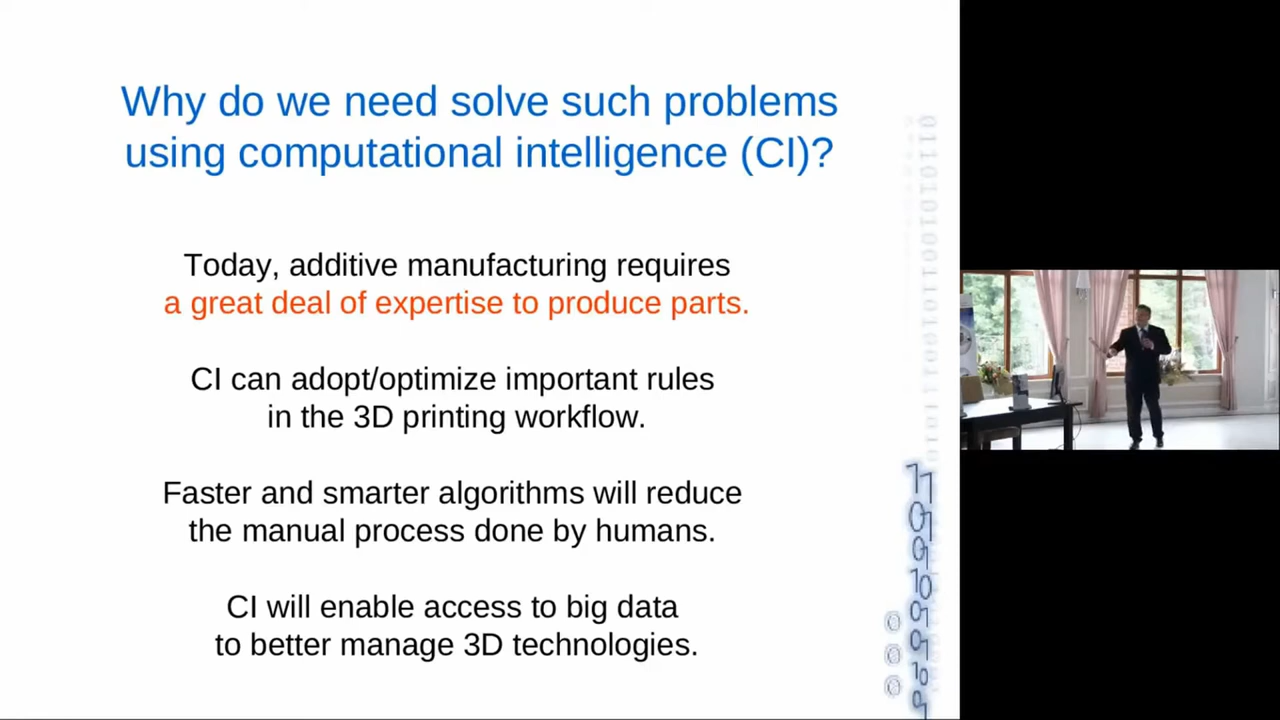 Why do we need solve such problems
using computational intelligence (CI)?
Today, additive manufacturing requires
a great deal of expertise to produce parts.
CI can adopt/optimize important rules
in the 3D printing workflow.
Faster and smarter algorithms will reduce
the manual process done by humans.
CI will enable access to big data
to better manage 3D technologies.